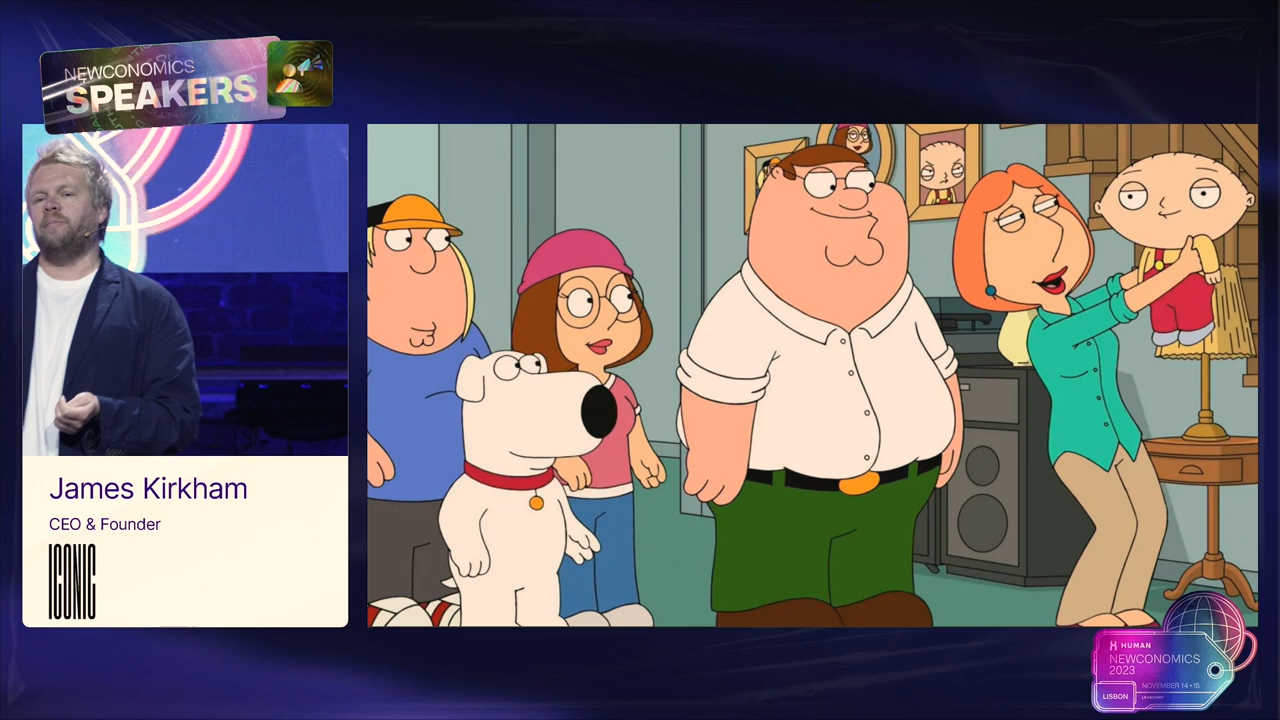 NEWCONOMICS
SPEAKERS
James Kirkham
CEO & Founder
ICONIC
HUMAN
NEWCONOMICS
2023
NOVEMBER 14 • 15
LISBON